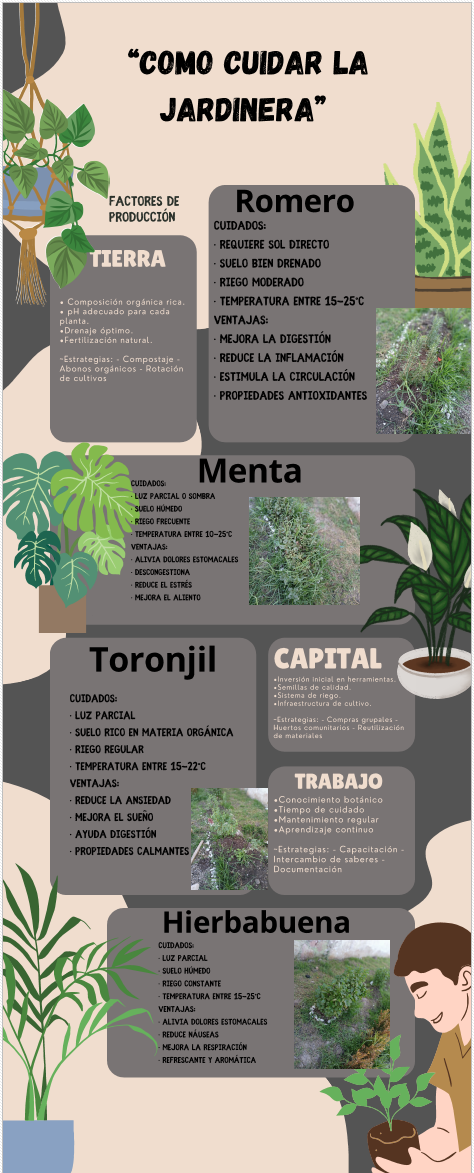 “COMO CUIDAR LA
JARDINERA”
FACTORES DE
PRODUCCIÓN
TIERRA
• Composición orgánica rica.
• pH adecuado para cada
planta.
•Drenaje óptimo.
•Fertilización natural.
-Estrategias: - Compostaje -
Abonos orgánicos - Rotación
de cultivos
Romero
CUIDADOS:
· REQUIERE SOL DIRECTO
· SUELO BIEN DRENADO
· RIEGO MODERADO
· TEMPERATURA ENTRE 15-25°C
VENTAJAS:
· MEJORA LA DIGESTIÓN
· REDUCE LA INFLAMACIÓN
· ESTIMULA LA CIRCULACIÓN
· PROPIEDADES ANTIOXIDANTES
Menta
CUIDADOS:
· LUZ PARCIAL O SOMBRA
· SUELO HÚMEDO
· RIEGO FRECUENTE
· TEMPERATURA ENTRE 10-25°C
VENTAJAS:
· ALIVIA DOLORES ESTOMACALES
· DESCONGESTIONA
· REDUCE EL ESTRÉS
· MEJORA EL ALIENTO
Toronjil
CUIDADOS:
· LUZ PARCIAL
· SUELO RICO EN MATERIA ORGÁNICA
· RIEGO REGULAR
· TEMPERATURA ENTRE 15-22°C
VENTAJAS:
· REDUCE LA ANSIEDAD
· MEJORA EL SUEÑO
· AYUDA DIGESTIÓN
· PROPIEDADES CALMANTES
CAPITAL
•Inversión inicial en herramientas.
•Semillas de calidad.
•Sistema de riego.
•Infraestructura de cultivo.
-Estrategias: - Compras grupales -
Huertos comunitarios - Reutilización
de materiales
TRABAJO
•Conocimiento botánico
•Tiempo de cuidado
•Mantenimiento regular
•Aprendizaje continuo
-Estrategias: - Capacitación -
Intercambio de saberes -
Documentación
Hierbabuena
CUIDADOS:
· LUZ PARCIAL
· SUELO HÚMEDO
· RIEGO CONSTANTE
· TEMPERATURA ENTRE 15-25°C
VENTAJAS:
· ALIVIA DOLORES ESTOMACALES
· REDUCE NÁUSEAS
· MEJORA LA RESPIRACIÓN
· REFRESCANTE Y AROMÁTICA